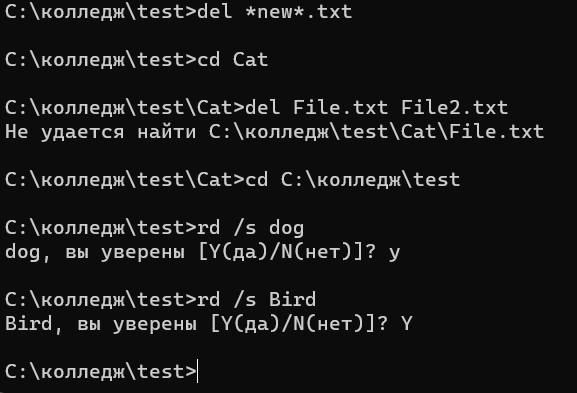 C:\колледж\test>del *new*.txt
C:\колледж\test>cd Cat
C:\колледж\test\Cat>del File.txt File2.txt
Не удается найти C:\колледж\test\Cat\File.txt
C:\колледж\test\Cat>cd C:\колледж\test
C:\колледж\test>rd /s dog
dog, вы уверены [Y(да)/N(нет)]? y
C:\колледж\test>rd /s Bird
Bird, вы уверены [Y(да)/N(нет)]? Y
C:\колледж\test>